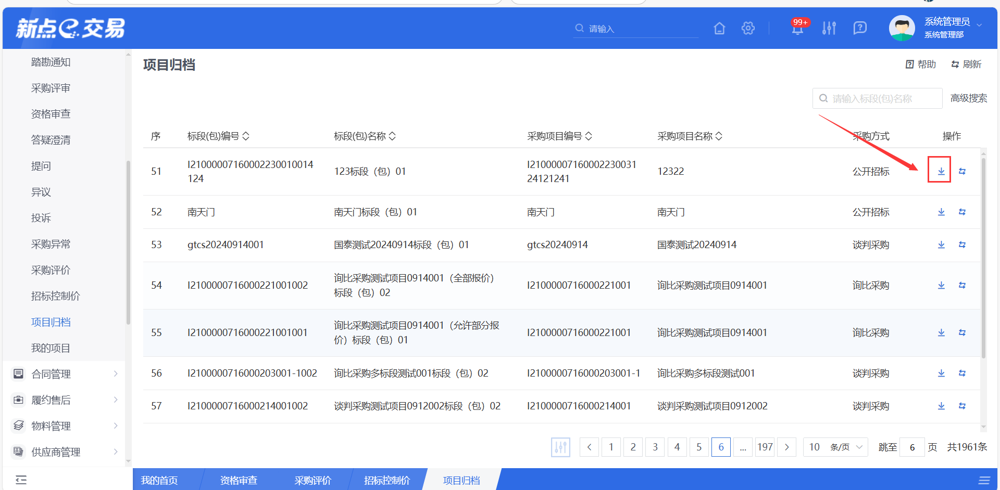 新点e交易
请输入
99+
系统管理员
系统管理部
踏勘通知
采购评审
资格审查
答疑澄清
提问
异议
投诉
采购异常
采购评价
招标控制价
项目归档
我的项目
合同管理
履约售后
物料管理
供应商管理
项目归档
帮助 刷新
请输入标段(包)名称 高级搜索
序 标段(包)编号 标段(包)名称 采购项目编号 采购项目名称 采购方式 操作
51 I21000007160002230010014 123标段（包）01 I21000007160002230031 12322 公开招标
124 24121241
52 南天门 南天门标段（包）01 南天门 南天门 公开招标
53 gtcs20240914001 国泰测试20240914标段（包）01 gtcs20240914 国泰测试20240914 谈判采购
54 I2100000716000221001002 询比采购测试项目0914001（全部报价） I2100000716000221001 询比采购测试项目0914001 询比采购
标段（包）02
55 I2100000716000221001001 询比采购测试项目0914001（允许部分报 I2100000716000221001 询比采购测试项目0914001 询比采购
价）标段（包）01
56 I2100000716000203001-1002 询比采购多标段测试001标段（包）02 I2100000716000203001-1 询比采购多标段测试001 谈判采购
57 I2100000716000214001002 谈判采购测试项目0912002标段（包）02 I2100000716000214001 谈判采购测试项目0912002 谈判采购
1 2 3 4 5 6 ... 197 10 条/页 跳至 6 页 共1961条
我的首页 资格审查 采购评价 招标控制价 项目归档